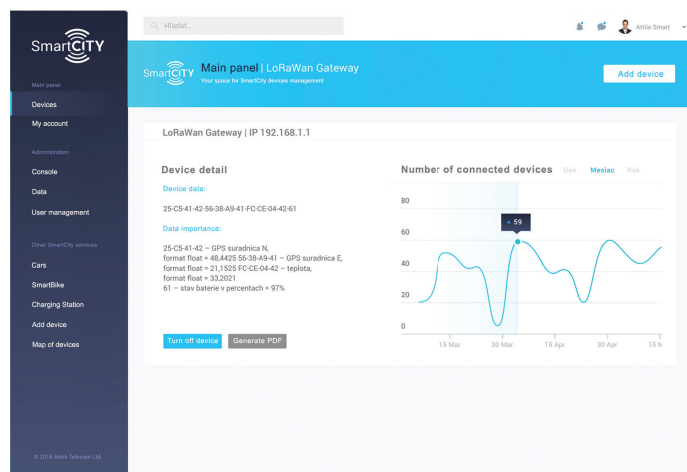 SmartCITY
Main panel
Devices
My account
Administration
Console
Data
User management
Other SmartCity services
Cars
SmartBike
Charging Station
Add device
Map of devices
© 2018 Antik Telecom Ltd.
Hľadať...
Attila Smart
SmartCITY
Main panel | LoRaWan Gateway
Your space for SmartCity devices management
Add device
LoRaWan Gateway | IP 192.168.1.1
Device detail
Device data:
25-C5-41-42-56-38-A9-41-FC-CE-04-42-61
Data importance:
25-C5-41-42 – GPS suradnica N,
format float = 48,4425 56-38-A9-41 – GPS suradnica E,
format float = 21,1525 FC-CE-04-42 – teplota,
format float = 33,2021
61 – stav baterie v percentach = 97%
Turn off device
Generate PDF
Number of connected devices
Deň Mesiac Rok
80
60
40
20
0
59
15 Mar 30 Mar 15 Apr 30 Apr 15